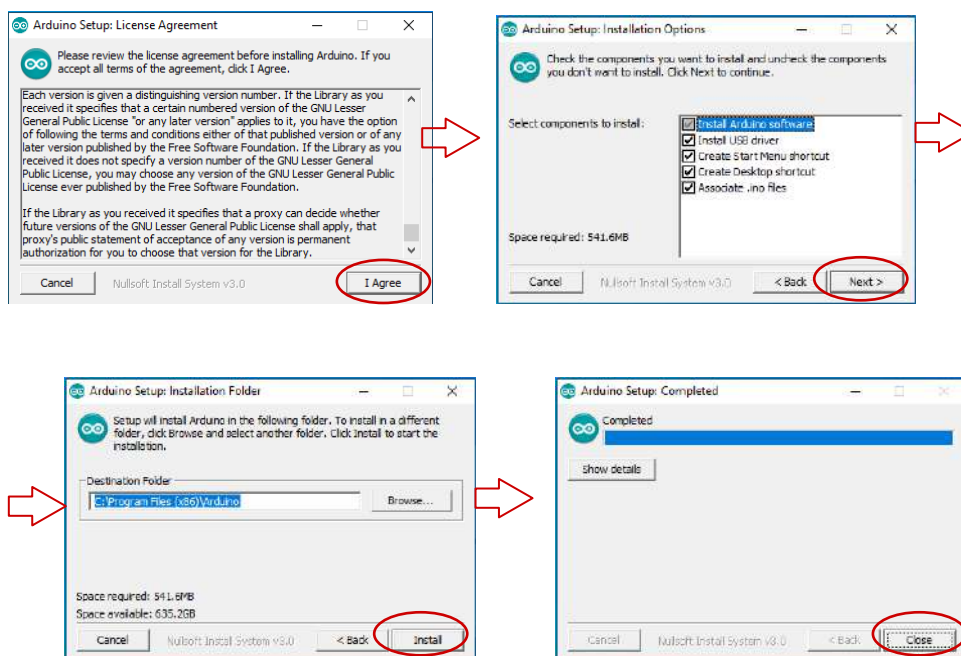 Arduino Setup: License Agreement
Please review the license agreement before installing Arduino. If you
accept all terms of the agreement, click I Agree.
Each version is given a distinguishing version number. If the Library as you
received it specifies that a certain numbered version of the GNU Lesser
General Public License "or any later version" applies to it, you have the option
of following the terms and conditions either of that published version or of any
later version published by the Free Software Foundation. If the Library as you
received it does not specify a version number of the GNU Lesser General
Public License, you may choose any version of the GNU Lesser General Public
License ever published by the Free Software Foundation.
If the Library as you received it specifies that a proxy can decide whether
future versions of the GNU Lesser General Public License shall apply, that
proxy's public statement of acceptance of any version is permanent
authorization for you to choose that version for the Library.
Cancel
Nullsoft Install System v3.0
I Agree
Arduino Setup: Installation Options
Check the components you want to install and uncheck the components
you don't want to install. Click Next to continue.
Select components to install:
Install Arduino software
Install USB driver
Create Start Menu shortcut
Create Desktop shortcut
Associate .ino files
Space required: 541.6MB
Cancel
Nullsoft Install System v3.0
< Back
Next >
Arduino Setup: Installation Folder
Setup will install Arduino in the following folder. To install in a different
folder, click Browse and select another folder. Click Install to start the
installation.
Destination Folder
C:\Program Files (x86)\Arduino
Browse...
Space required: 541.6MB
Space available: 635.2GB
Cancel
Nullsoft Install System v3.0
< Back
Install
Arduino Setup: Completed
Completed
Show details
Cancel
Nullsoft Install System v3.0
< Back
Close